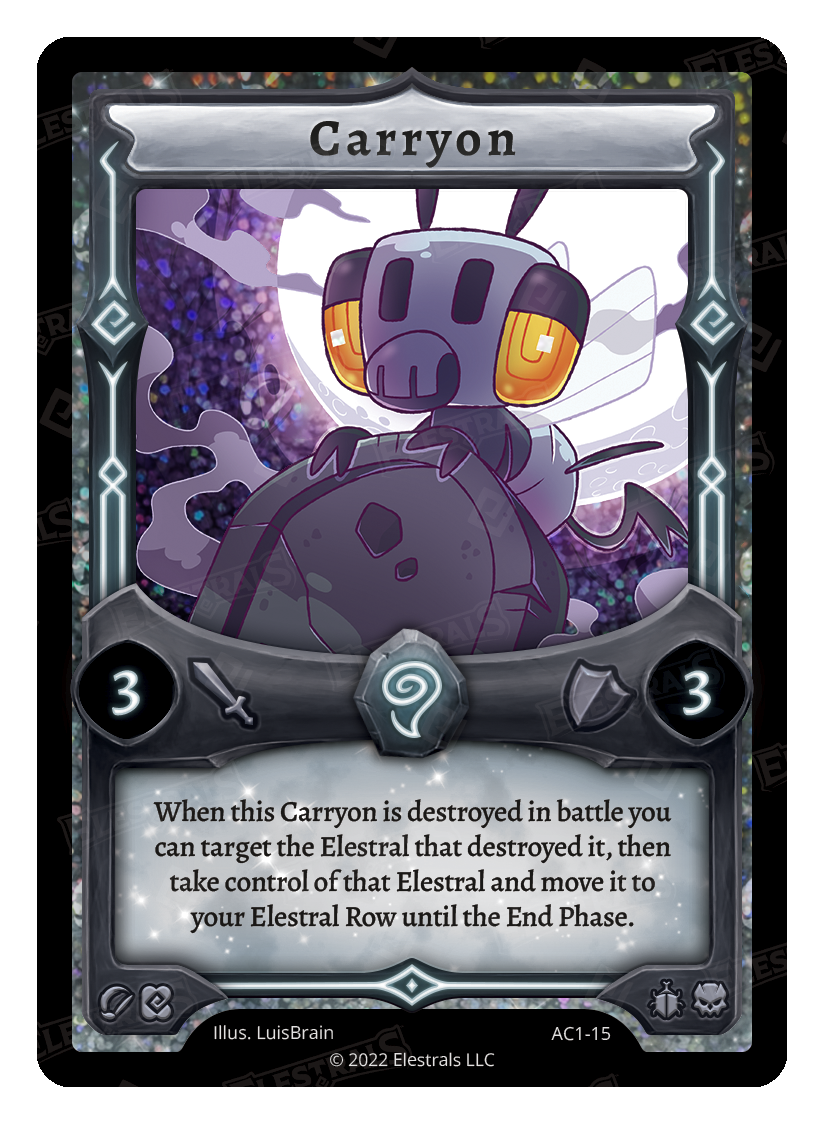 Carryon
3
3
When this Carryon is destroyed in battle you
can target the Elestral that destroyed it, then
take control of that Elestral and move it to
your Elestral Row until the End Phase.
Illus. LuisBrain
AC1-15
© 2022 Elestrals LLC